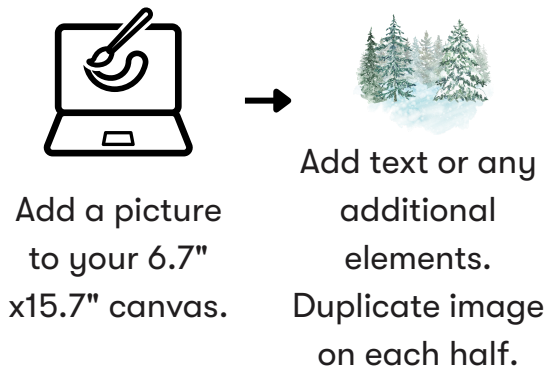 Add a picture
to your 6.7"
x15.7" canvas.
Add text or any
additional
elements.
Duplicate image
on each half.